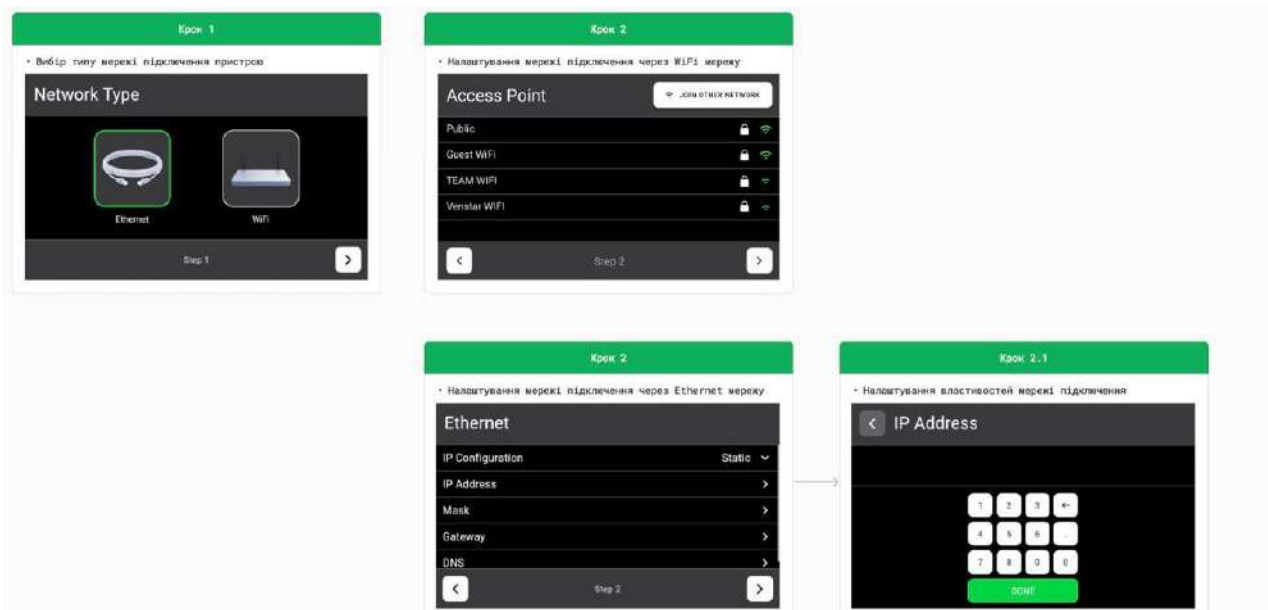 Крок 1
• Вибір типу мережі підключення пристрою
Network Type
Ethernet
WiFi
Step 1
Крок 2
• Налаштування мережі підключення через WiFi мережу
Access Point
JOIN OTHER NETWORK
Public
Guest WiFi
TEAM WIFI
Venstar WIFI
Step 2
Крок 2
• Налаштування мережі підключення через Ethernet мережу
Ethernet
IP Configuration Static
IP Address
Mask
Gateway
DNS
Step 2
Крок 2.1
• Налаштування властивостей мережі підключення
IP Address
1 2 3 ←
4 5 6 .
7 8 9 0
DONE